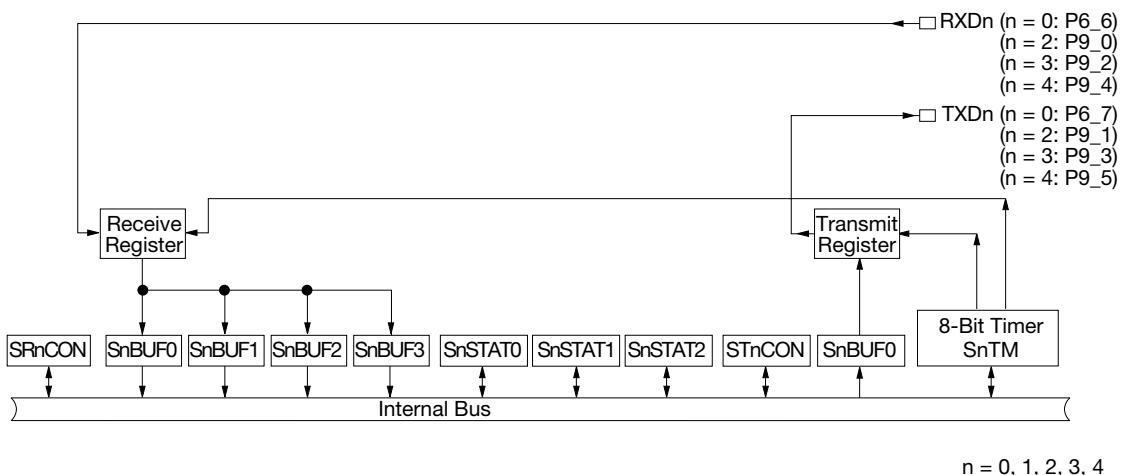 RXDn (n = 0: P6_6)
(n = 2: P9_0)
(n = 3: P9_2)
(n = 4: P9_4)
TXDn (n = 0: P6_7)
(n = 2: P9_1)
(n = 3: P9_3)
(n = 4: P9_5)
Receive
Register
Transmit
Register
8-Bit Timer
SnTM
SRnCON
SnBUF0
SnBUF1
SnBUF2
SnBUF3
SnSTAT0
SnSTAT1
SnSTAT2
STnCON
SnBUF0
Internal Bus
n = 0, 1, 2, 3, 4